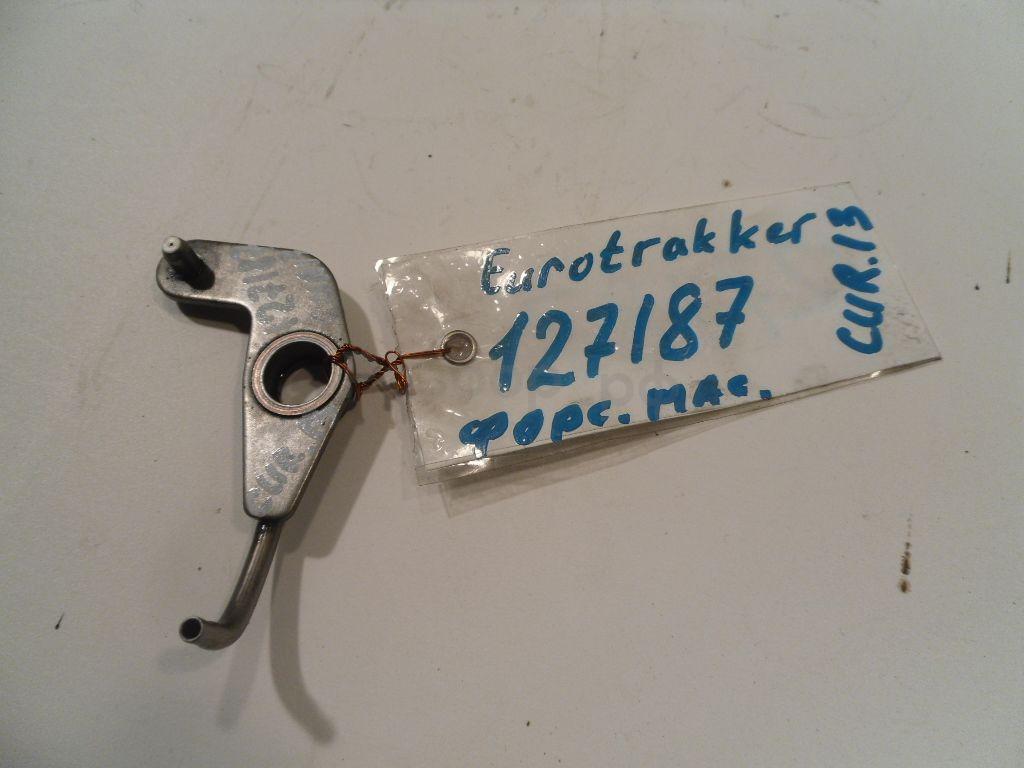 Eurotrakker
127187
форс. мас.
CUR.13